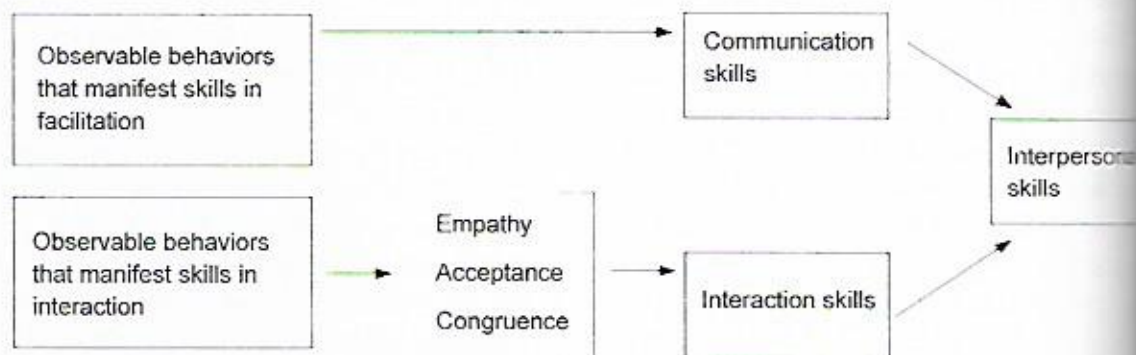 Observable behaviors
that manifest skills in
facilitation
Communication
skills
Interpersona
skills
Observable behaviors
that manifest skills in
interaction
Empathy
Acceptance
Congruence
Interaction skills